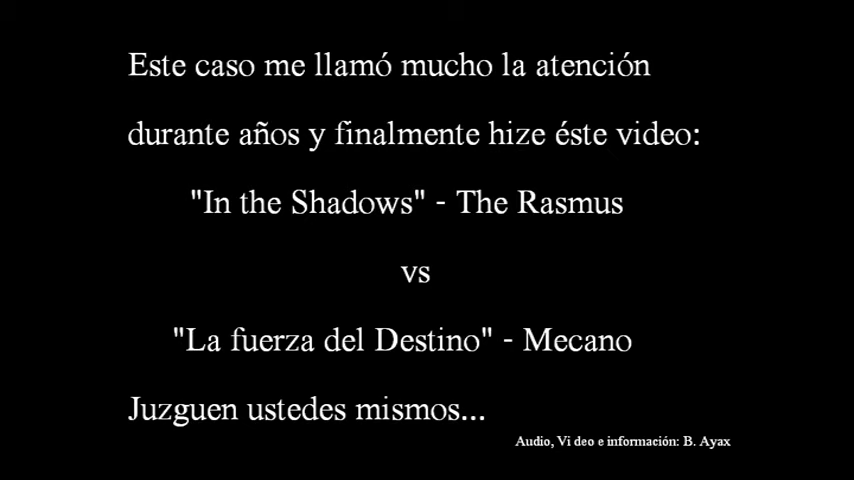 Este caso me llamó mucho la atención
durante años y finalmente hize éste video:
"In the Shadows" - The Rasmus
vs
"La fuerza del Destino" - Mecano
Juzguen ustedes mismos...
Audio, Vi deo e información: B. Ayax